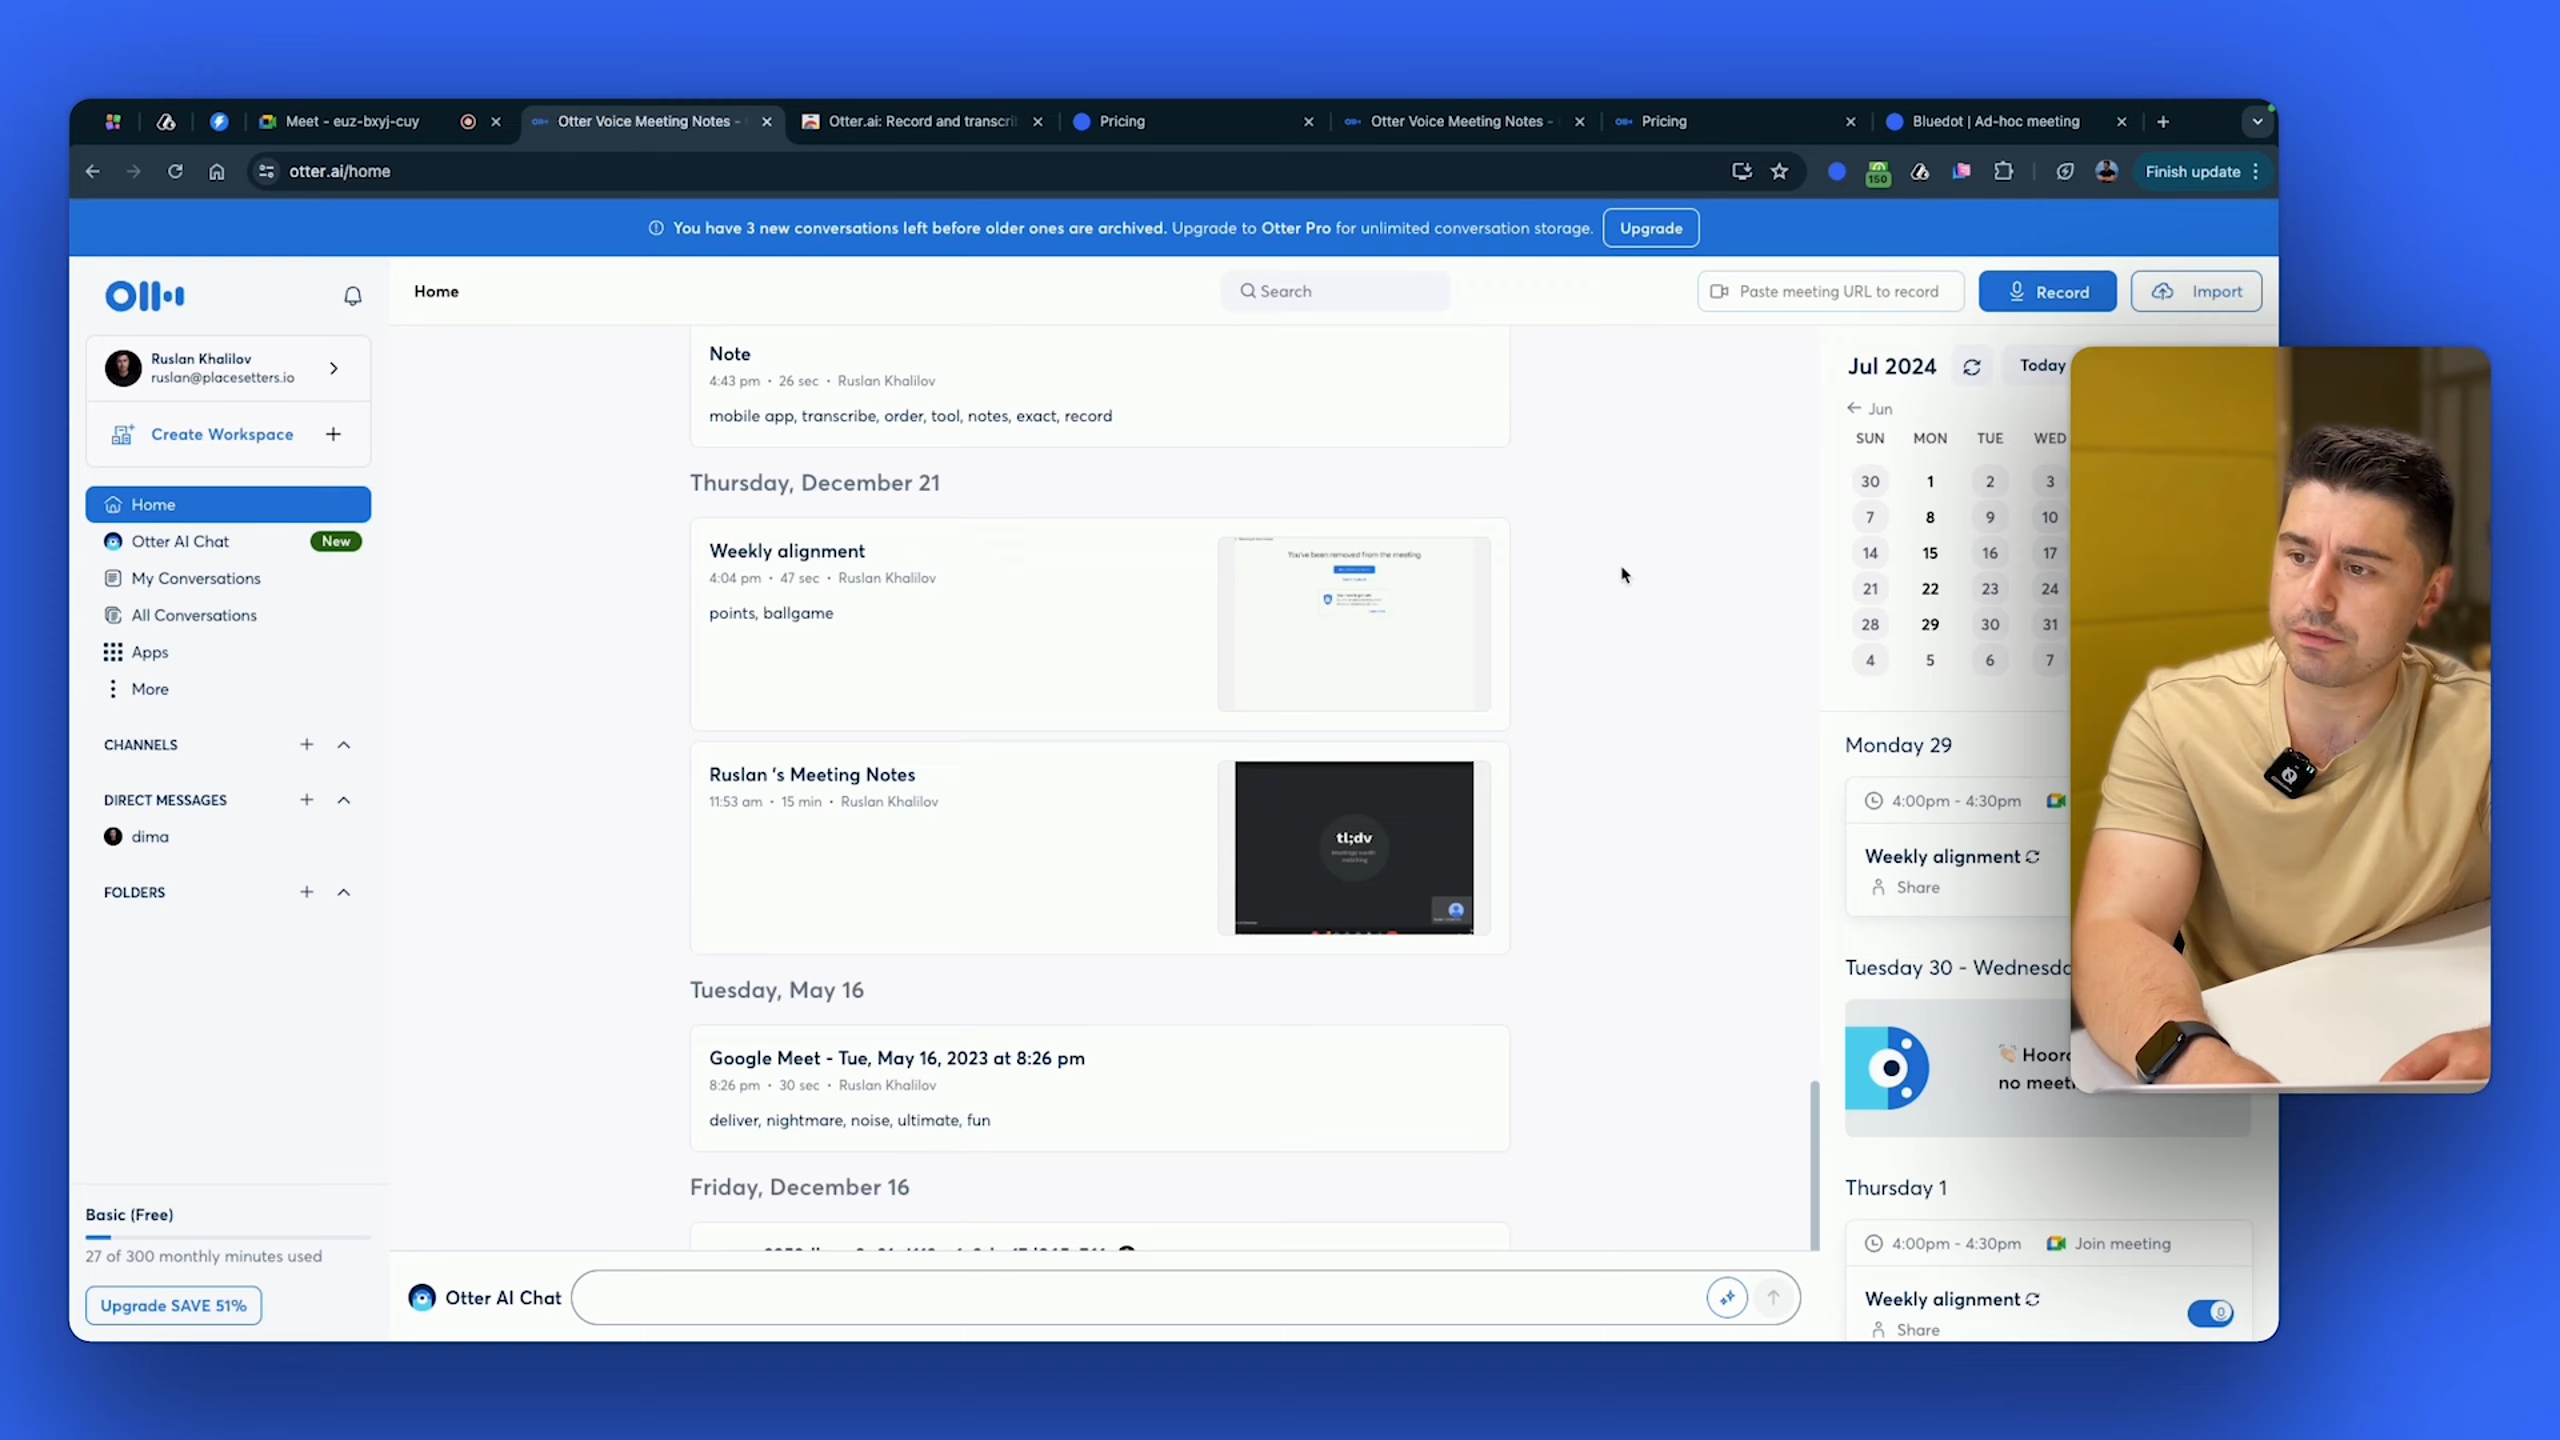 Meet - euz-bxyj-cuy
Otter Voice Meeting Notes -
Otter.ai: Record and transcri
Pricing
Otter Voice Meeting Notes -
Pricing
Bluedot | Ad-hoc meeting
otter.ai/home
150
Finish update
You have 3 new conversations left before older ones are archived. Upgrade to Otter Pro for unlimited conversation storage.
Upgrade
Ruslan Khalilov
ruslan@placesetters.io
Create Workspace
Home
Otter AI Chat
New
My Conversations
All Conversations
Apps
More
CHANNELS
DIRECT MESSAGES
dima
FOLDERS
Basic (Free)
27 of 300 monthly minutes used
Upgrade SAVE 51%
Home
Search
Paste meeting URL to record
Record
Import
Note
4:43 pm • 26 sec • Ruslan Khalilov
mobile app, transcribe, order, tool, notes, exact, record
Thursday, December 21
Weekly alignment
4:04 pm • 47 sec • Ruslan Khalilov
points, ballgame
You've been removed from the meeting
Ruslan 's Meeting Notes
11:53 am • 15 min • Ruslan Khalilov
tl;dv
Tuesday, May 16
Google Meet - Tue, May 16, 2023 at 8:26 pm
8:26 pm • 30 sec • Ruslan Khalilov
deliver, nightmare, noise, ultimate, fun
Friday, December 16
Otter AI Chat
Jul 2024
Today
Jun
SUN MON TUE WED
30 1 2 3
7 8 9 10
14 15 16 17
21 22 23 24
28 29 30 31
4 5 6 7
Monday 29
4:00pm - 4:30pm
Weekly alignment
Share
Tuesday 30 - Wednesda
Hoor
no meet
Thursday 1
4:00pm - 4:30pm
Join meeting
Weekly alignment
Share